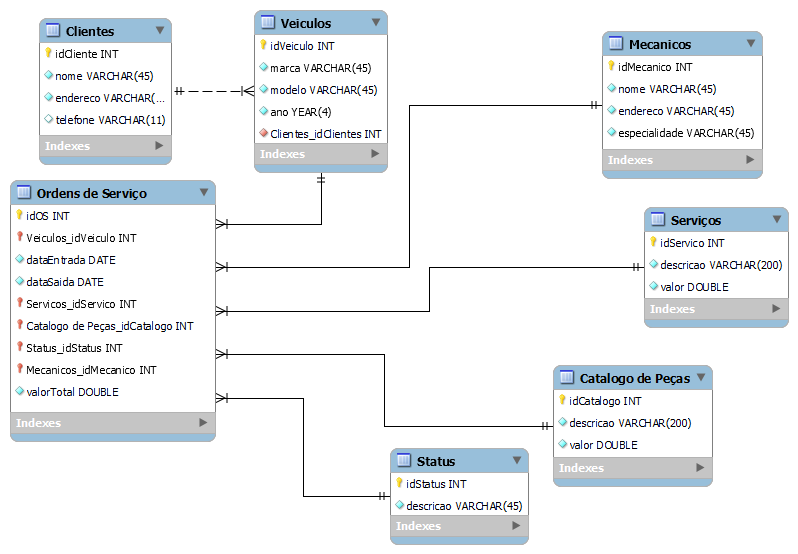 Clientes
idCliente INT
nome VARCHAR(45)
endereco VARCHAR(...
telefone VARCHAR(11)
Indexes
Veiculos
idVeiculo INT
marca VARCHAR(45)
modelo VARCHAR(45)
ano YEAR(4)
Clientes_idClientes INT
Indexes
Mecanicos
idMecanico INT
nome VARCHAR(45)
endereco VARCHAR(45)
especialidade VARCHAR(45)
Indexes
Ordens de Serviço
idOS INT
Veiculos_idVeiculo INT
dataEntrada DATE
dataSaida DATE
Servicos_idServico INT
Catalogo de Peças_idCatalogo INT
Status_idStatus INT
Mecanicos_idMecanico INT
valorTotal DOUBLE
Indexes
Serviços
idServico INT
descricao VARCHAR(200)
valor DOUBLE
Indexes
Catalogo de Peças
idCatalogo INT
descricao VARCHAR(200)
valor DOUBLE
Indexes
Status
idStatus INT
descricao VARCHAR(45)
Indexes